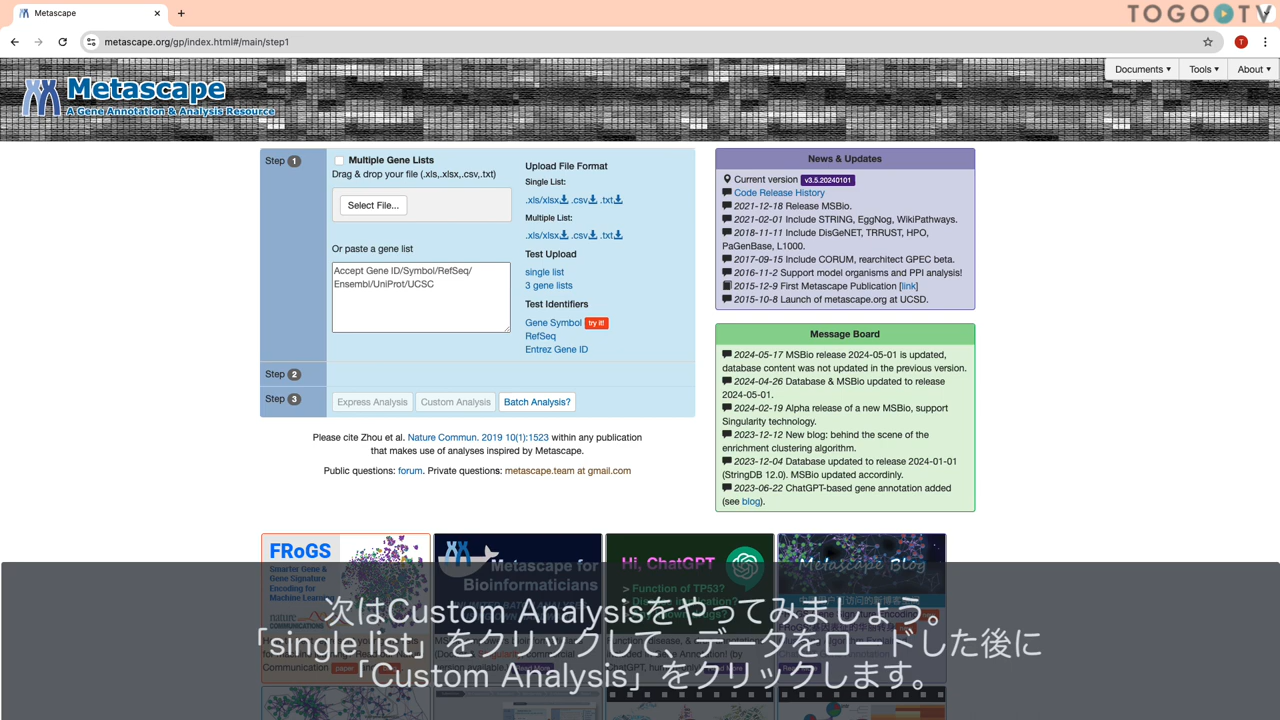 Metascape
TOGO TV
metascape.org/gp/index.html#/main/step1
T
Documents
Tools
About
Metascape
A Gene Annotation & Analysis Resource
Step 1
Multiple Gene Lists
Drag & drop your file (.xls,.xlsx,.csv,.txt)
Select File...
Or paste a gene list
Accept Gene ID/Symbol/RefSeq/
Ensembl/UniProt/UCSC
Upload File Format
Single List:
.xls/xlsx .csv .txt
Multiple List:
.xls/xlsx .csv .txt
Test Upload
single list
3 gene lists
Test Identifiers
Gene Symbol try it!
RefSeq
Entrez Gene ID
Step 2
Step 3
Express Analysis
Custom Analysis
Batch Analysis?
Please cite Zhou et al. Nature Commun. 2019 10(1):1523 within any publication
that makes use of analyses inspired by Metascape.
Public questions: forum. Private questions: metascape.team at gmail.com
News & Updates
Current version v3.5.20240101
Code Release History
2021-12-18 Release MSBio.
2021-02-01 Include STRING, EggNog, WikiPathways.
2018-11-11 Include DisGeNET, TRRUST, HPO,
PaGenBase, L1000.
2017-09-15 Include CORUM, rearchitect GPEC beta.
2016-11-2 Support model organisms and PPI analysis!
2015-12-9 First Metascape Publication [link]
2015-10-8 Launch of metascape.org at UCSD.
Message Board
2024-05-17 MSBio release 2024-05-01 is updated,
database content was not updated in the previous version.
2024-04-26 Database & MSBio updated to release
2024-05-01.
2024-02-19 Alpha release of a new MSBio, support
Singularity technology.
2023-12-12 New blog: behind the scene of the
enrichment clustering algorithm.
2023-12-04 Database updated to release 2024-01-01
(StringDB 12.0). MSBio updated accordinly.
2023-06-22 ChatGPT-based gene annotation added
(see blog).
FRoGS
Smarter Gene &
Gene Signature
Encoding for
Machine Learning
Metascape for
Bioinformaticians
Hi, ChatGPT
> Function of TP53?
Metascape Blog
次はCustom Analysisをやってみましょう。
「single list」をクリックして、データをロードした後に
「Custom Analysis」をクリックします。